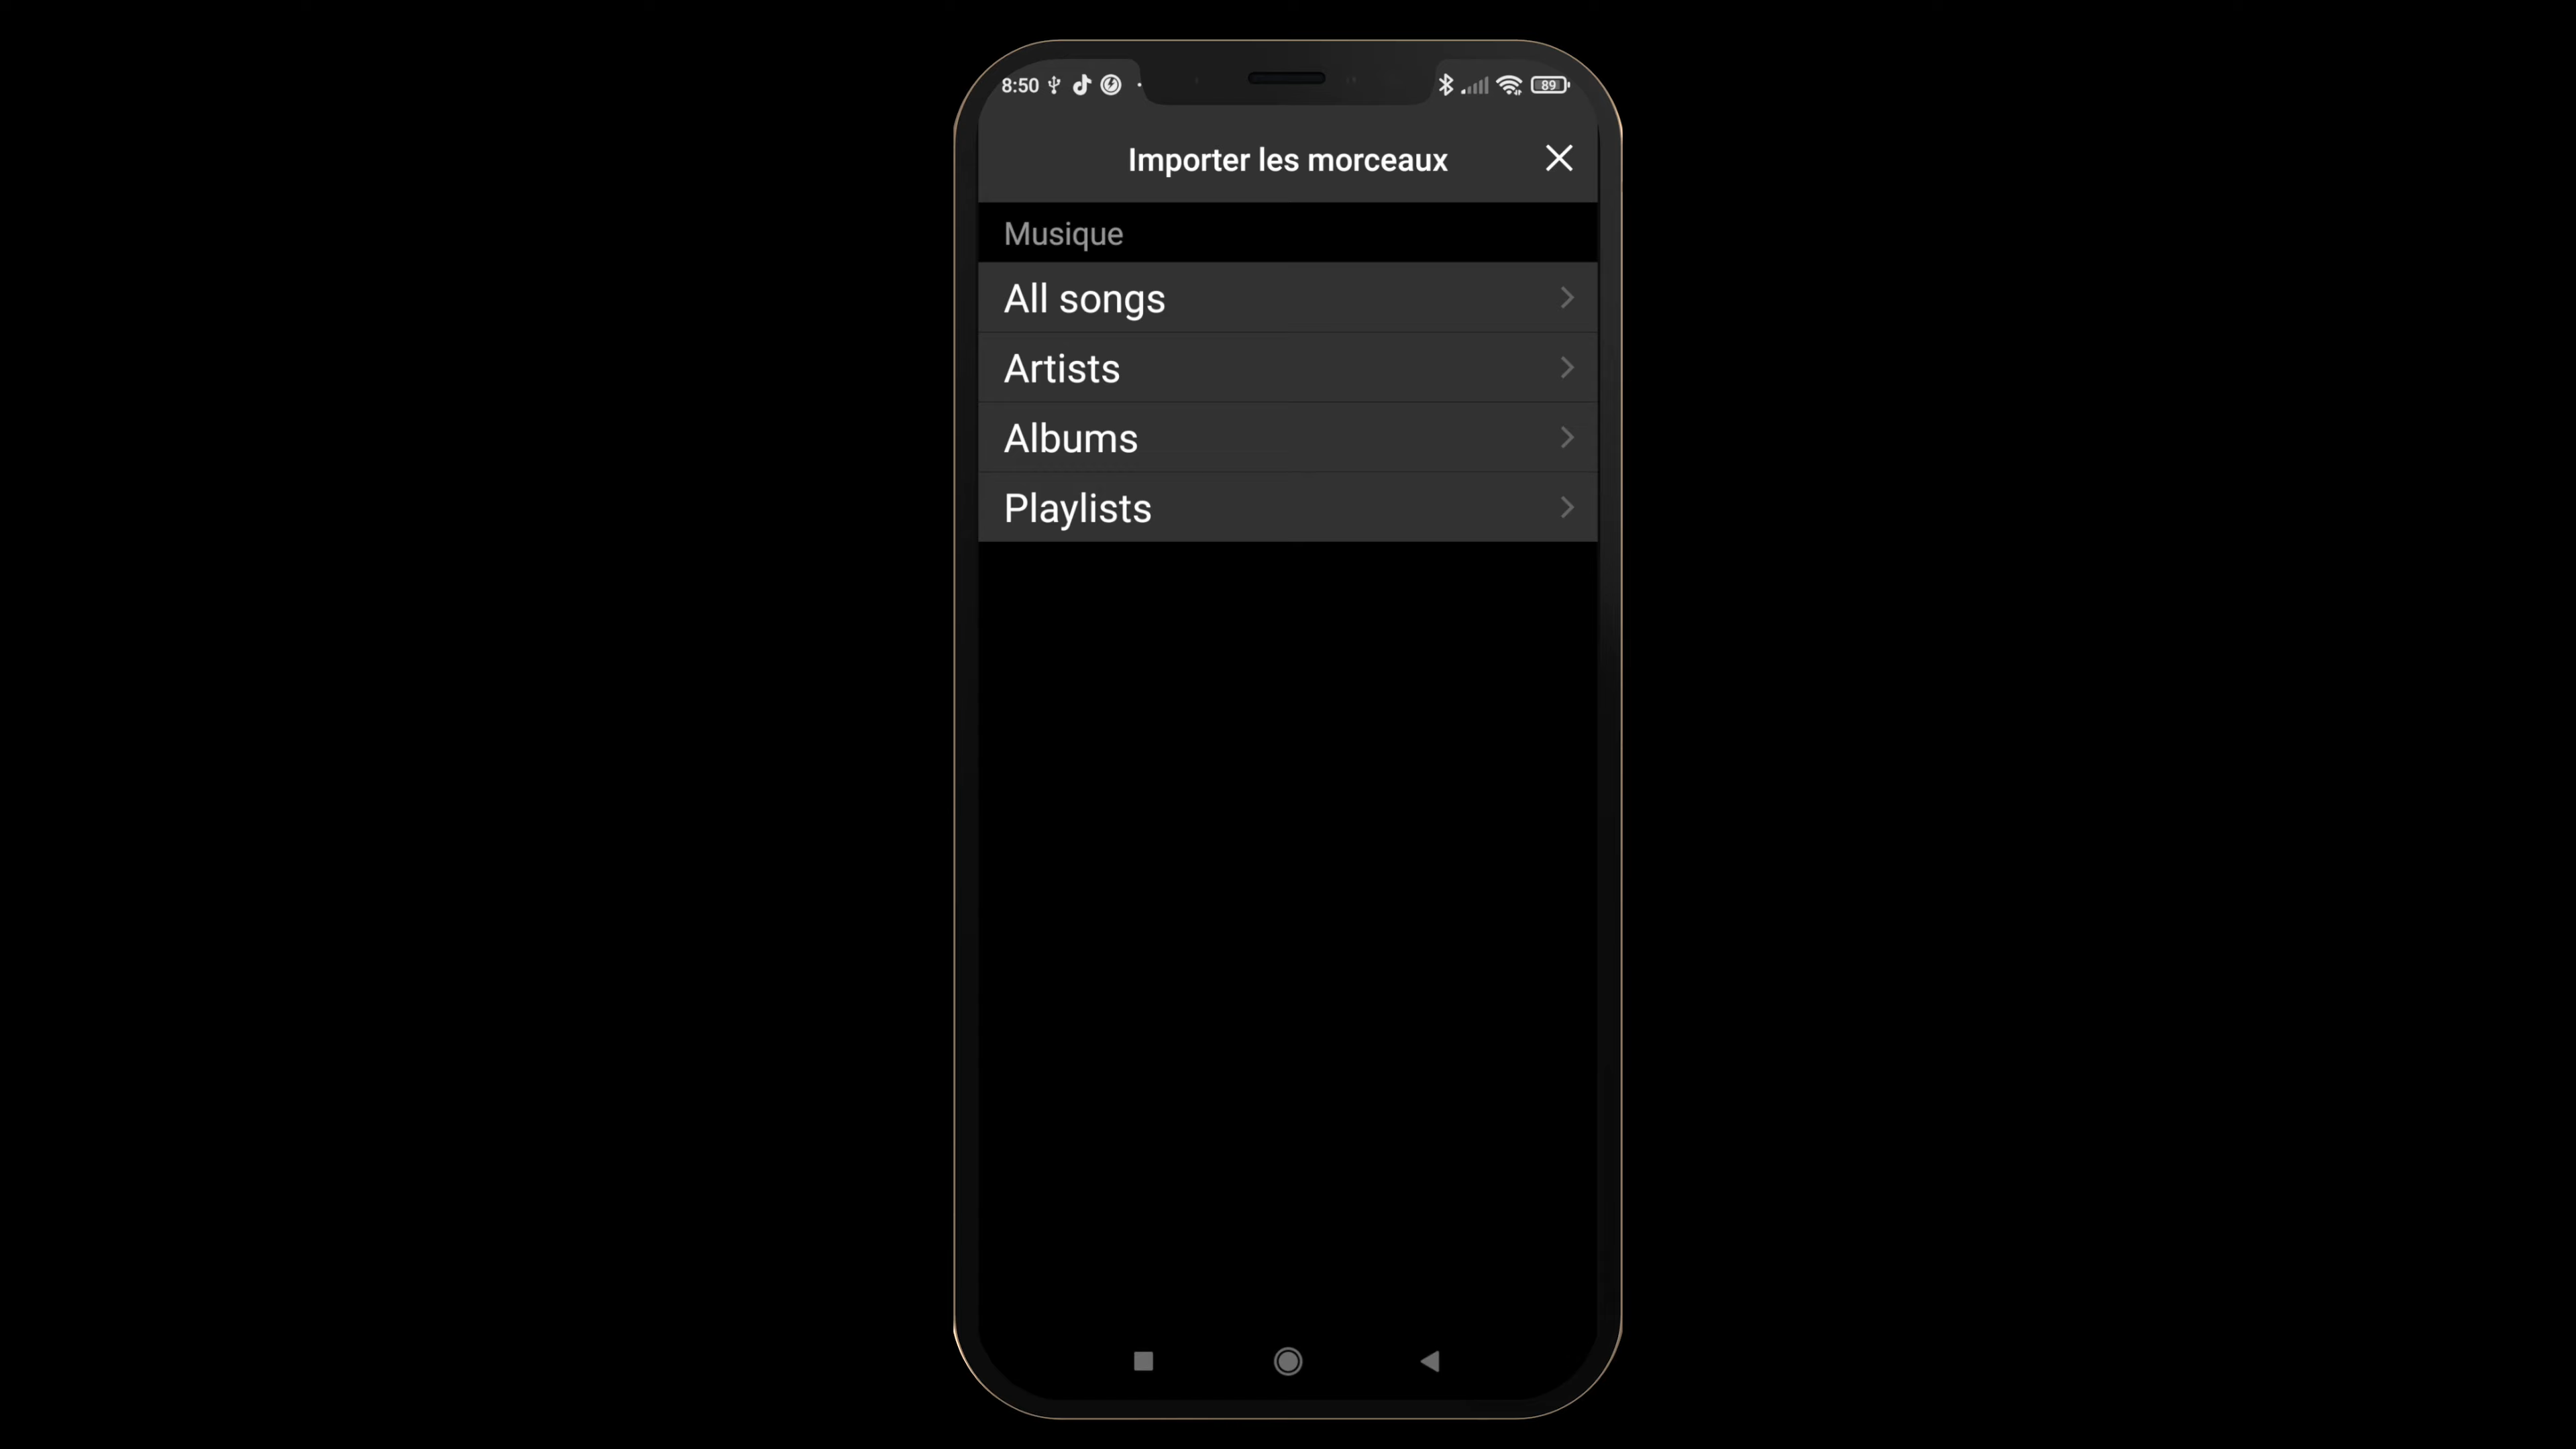 8:50
89
Importer les morceaux
Musique
All songs
Artists
Albums
Playlists